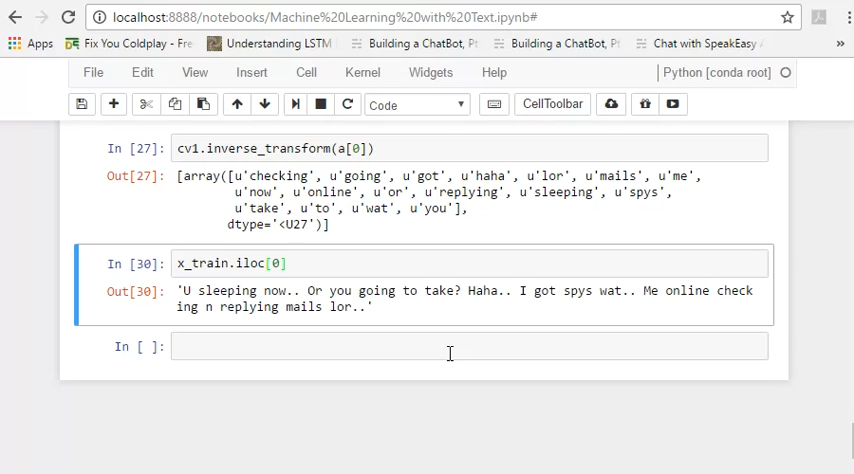 localhost:8888/notebooks/Machine%20Learning%20with%20Text.ipynb#
Apps Fix You Coldplay - Fre Understanding LSTM Building a ChatBot, Pt Building a ChatBot, Pt Chat with SpeakEasy »
File Edit View Insert Cell Kernel Widgets Help Python [conda root]
Code CellToolbar
In [27]: cv1.inverse_transform(a[0])
Out[27]: [array([u'checking', u'going', u'got', u'haha', u'lor', u'mails', u'me',
u'now', u'online', u'or', u'replying', u'sleeping', u'spys',
u'take', u'to', u'wat', u'you'],
dtype='<U27')]
In [30]: x_train.iloc[0]
Out[30]: 'U sleeping now.. Or you going to take? Haha.. I got spys wat.. Me online check
ing n replying mails lor..'
In [ ]: